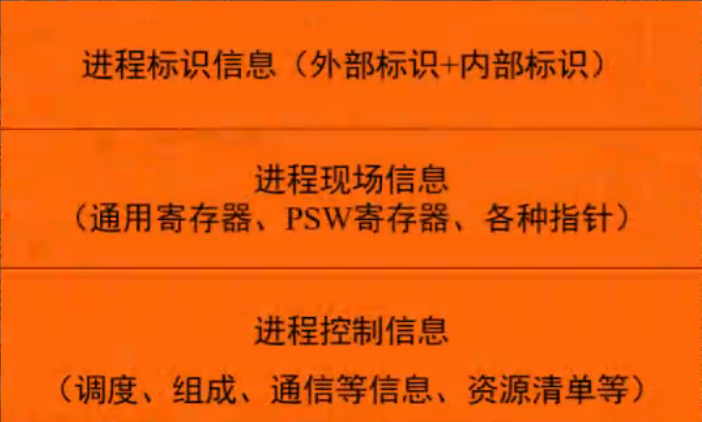 进程标识信息（外部标识+内部标识）
进程现场信息
（通用寄存器、PSW寄存器、各种指针）
进程控制信息
（调度、组成、通信等信息、资源清单等）